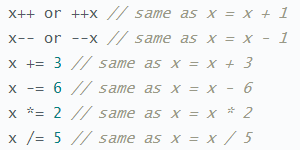 x++ or ++x // same as x = x + 1
x-- or --x // same as x = x - 1
x += 3 // same as x = x + 3
x -= 6 // same as x = x - 6
x *= 2 // same as x = x * 2
x /= 5 // same as x = x / 5